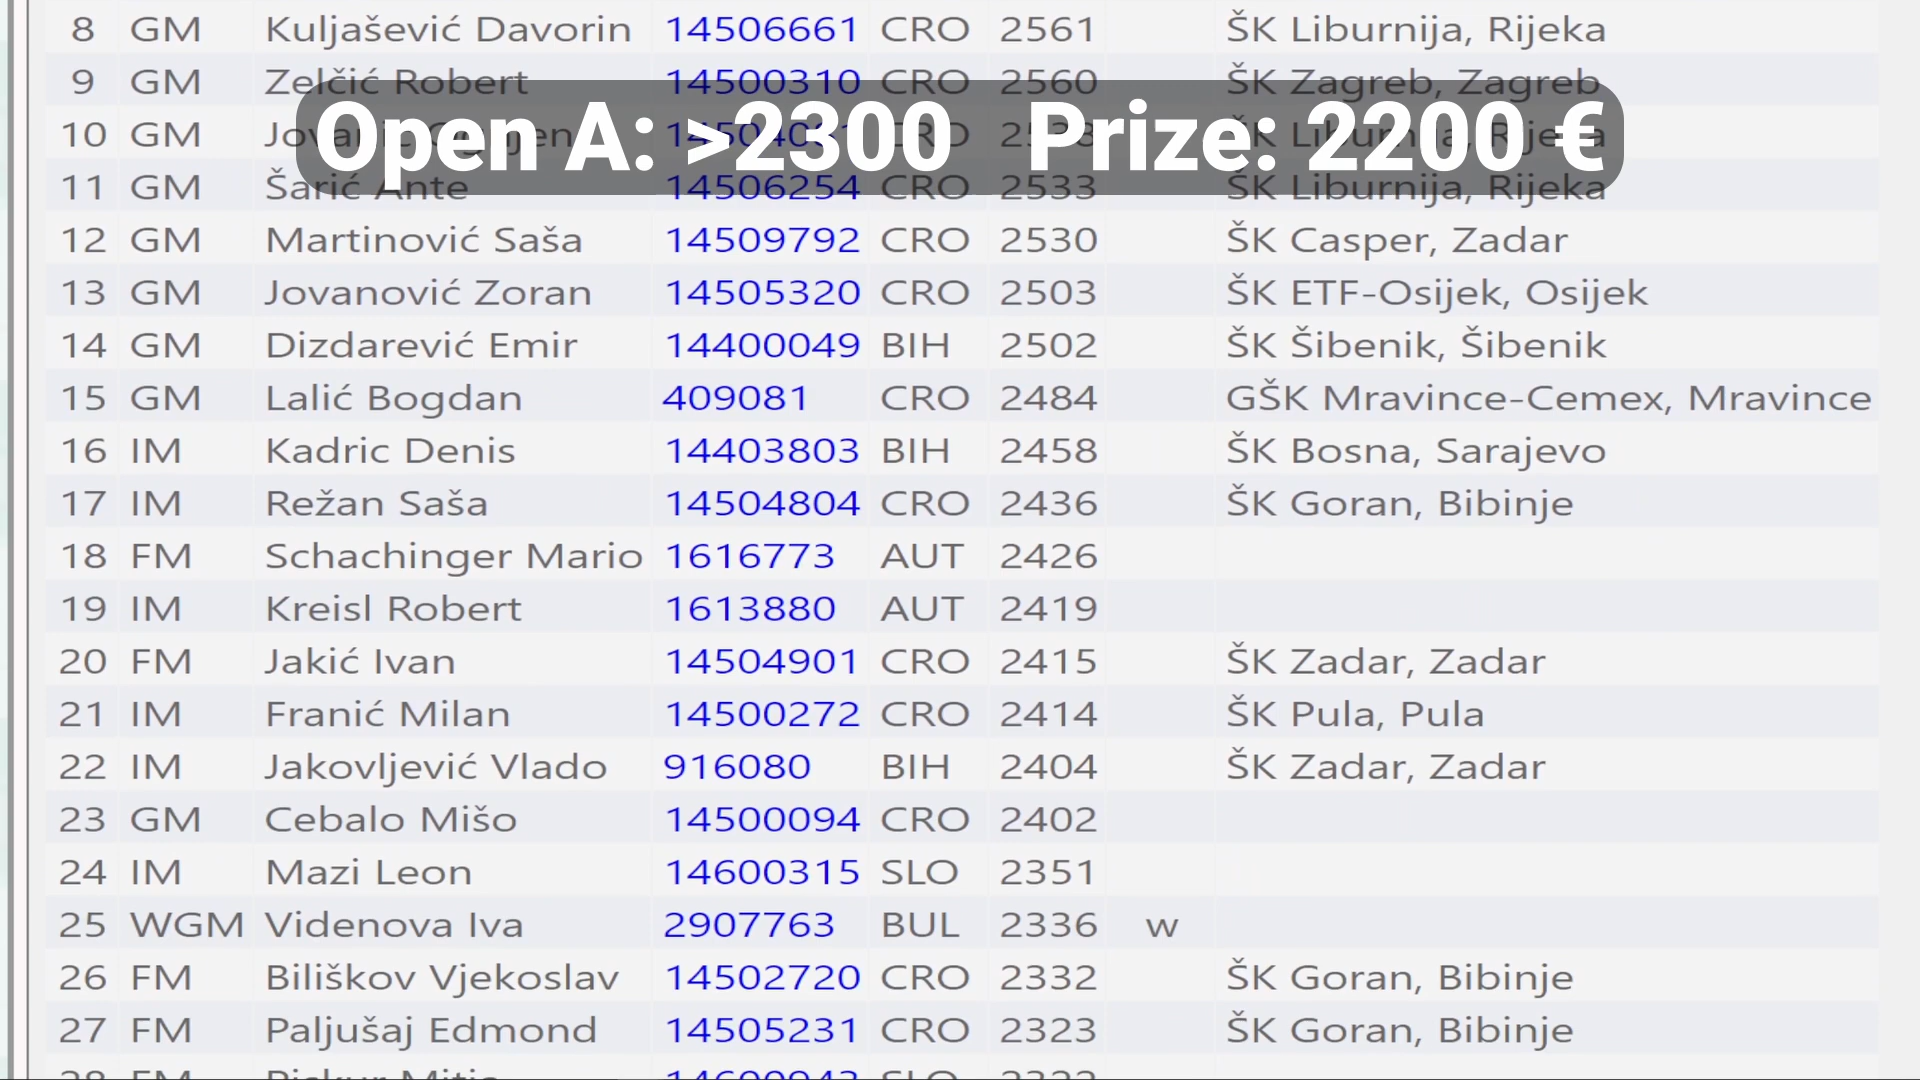 8 GM Kuljašević Davorin 14506661 CRO 2561 ŠK Liburnija, Rijeka
9 GM Zelčić Robert 14500310 CRO 2560 ŠK Zagreb, Zagreb
Open A: >2300 Prize: 2200 €
10 GM CRO ŠK Liburnija, Rijeka
11 GM Šarić Ante 14506254 CRO 2533 ŠK Liburnija, Rijeka
12 GM Martinović Saša 14509792 CRO 2530 ŠK Casper, Zadar
13 GM Jovanović Zoran 14505320 CRO 2503 ŠK ETF-Osijek, Osijek
14 GM Dizdarević Emir 14400049 BIH 2502 ŠK Šibenik, Šibenik
15 GM Lalić Bogdan 409081 CRO 2484 GŠK Mravince-Cemex, Mravince
16 IM Kadric Denis 14403803 BIH 2458 ŠK Bosna, Sarajevo
17 IM Režan Saša 14504804 CRO 2436 ŠK Goran, Bibinje
18 FM Schachinger Mario 1616773 AUT 2426
19 IM Kreisl Robert 1613880 AUT 2419
20 FM Jakić Ivan 14504901 CRO 2415 ŠK Zadar, Zadar
21 IM Franić Milan 14500272 CRO 2414 ŠK Pula, Pula
22 IM Jakovljević Vlado 916080 BIH 2404 ŠK Zadar, Zadar
23 GM Cebalo Mišo 14500094 CRO 2402
24 IM Mazi Leon 14600315 SLO 2351
25 WGM Videnova Iva 2907763 BUL 2336 w
26 FM Biliškov Vjekoslav 14502720 CRO 2332 ŠK Goran, Bibinje
27 FM Paljušaj Edmond 14505231 CRO 2323 ŠK Goran, Bibinje